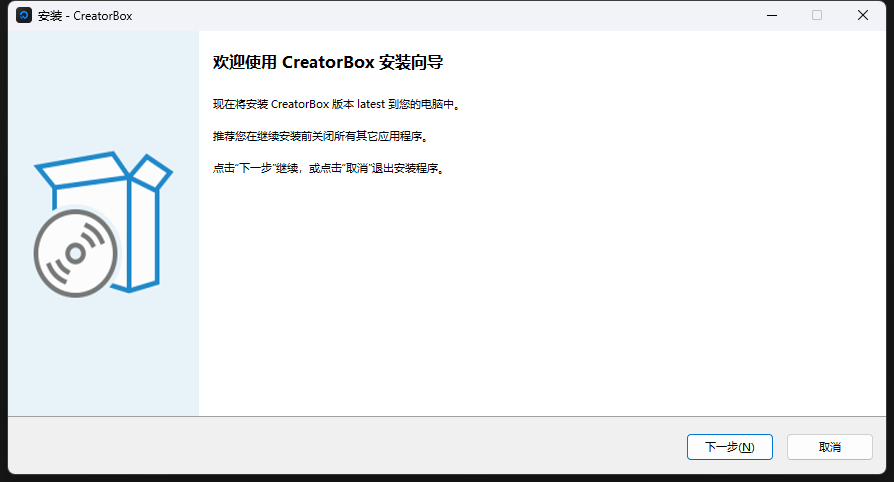 安装 - CreatorBox
欢迎使用 CreatorBox 安装向导
现在将安装 CreatorBox 版本 latest 到您的电脑中。
推荐您在继续安装前关闭所有其它应用程序。
点击“下一步”继续，或点击“取消”退出安装程序。
下一步(N)
取消